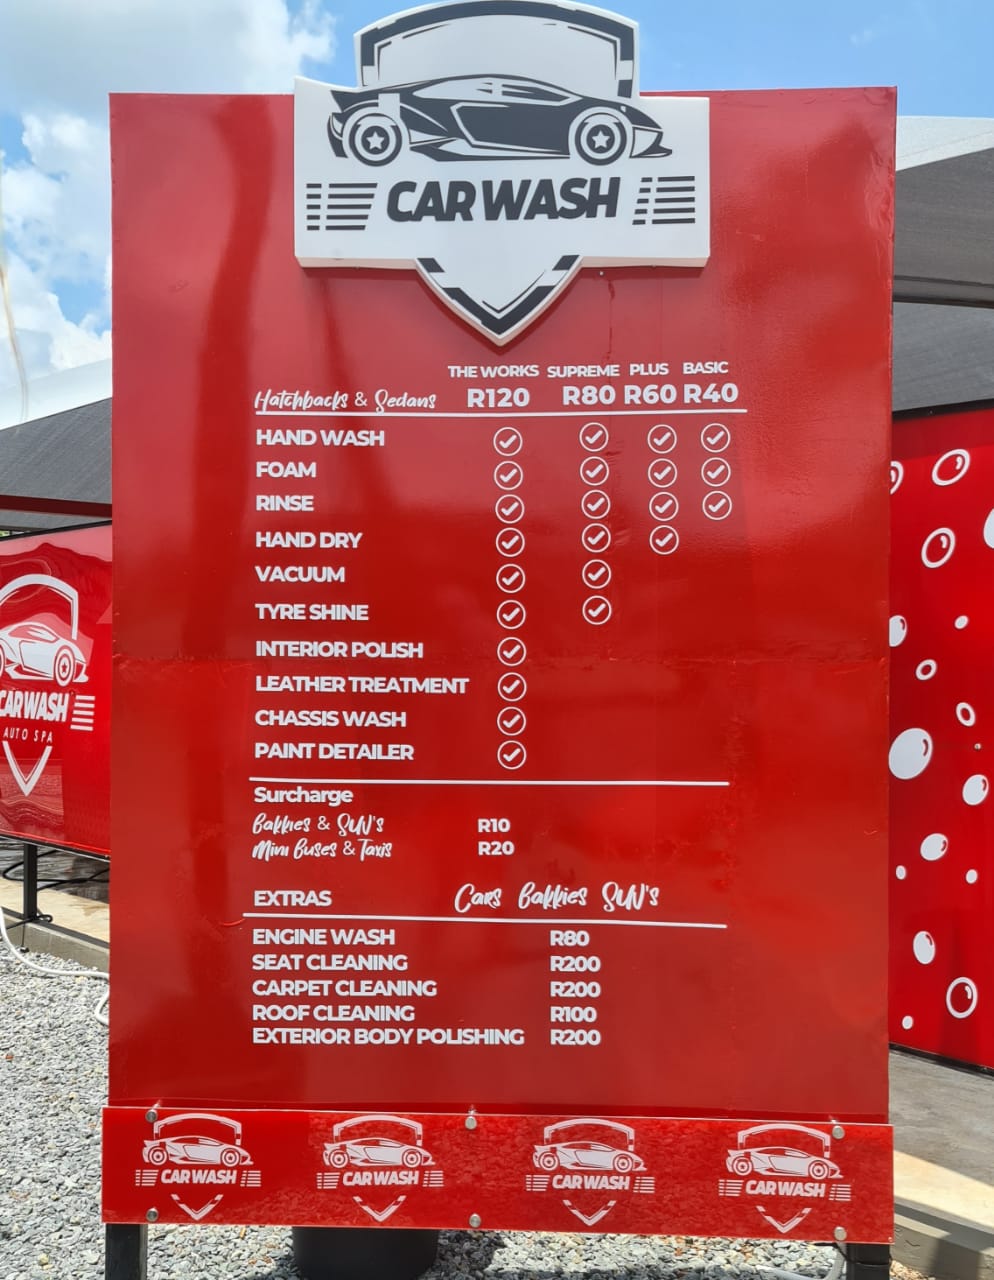 CAR WASH
THE WORKS SUPREME PLUS BASIC
Hatchbacks & Sedans R120 R80 R60 R40
HAND WASH
FOAM
RINSE
HAND DRY
VACUUM
TYRE SHINE
INTERIOR POLISH
LEATHER TREATMENT
CHASSIS WASH
PAINT DETAILER
Surcharge
Bakkies & SUV's R10
Mini Buses & Taxis R20
EXTRAS Cars Bakkies SUV's
ENGINE WASH R80
SEAT CLEANING R200
CARPET CLEANING R200
ROOF CLEANING R100
EXTERIOR BODY POLISHING R200
CAR WASH
AUTO SPA
CAR WASH CAR WASH CAR WASH CAR WASH